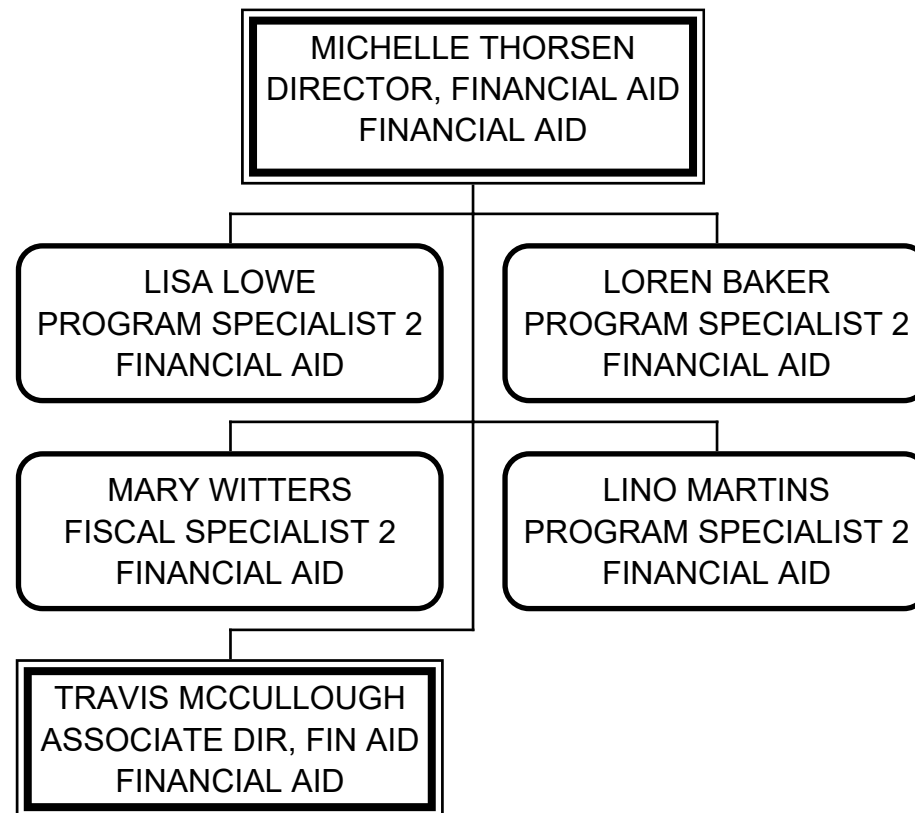 MICHELLE THORSEN
DIRECTOR, FINANCIAL AID
FINANCIAL AID
LISA LOWE
PROGRAM SPECIALIST 2
FINANCIAL AID
LOREN BAKER
PROGRAM SPECIALIST 2
FINANCIAL AID
MARY WITTERS
FISCAL SPECIALIST 2
FINANCIAL AID
LINO MARTINS
PROGRAM SPECIALIST 2
FINANCIAL AID
TRAVIS MCCULLOUGH
ASSOCIATE DIR, FIN AID
FINANCIAL AID